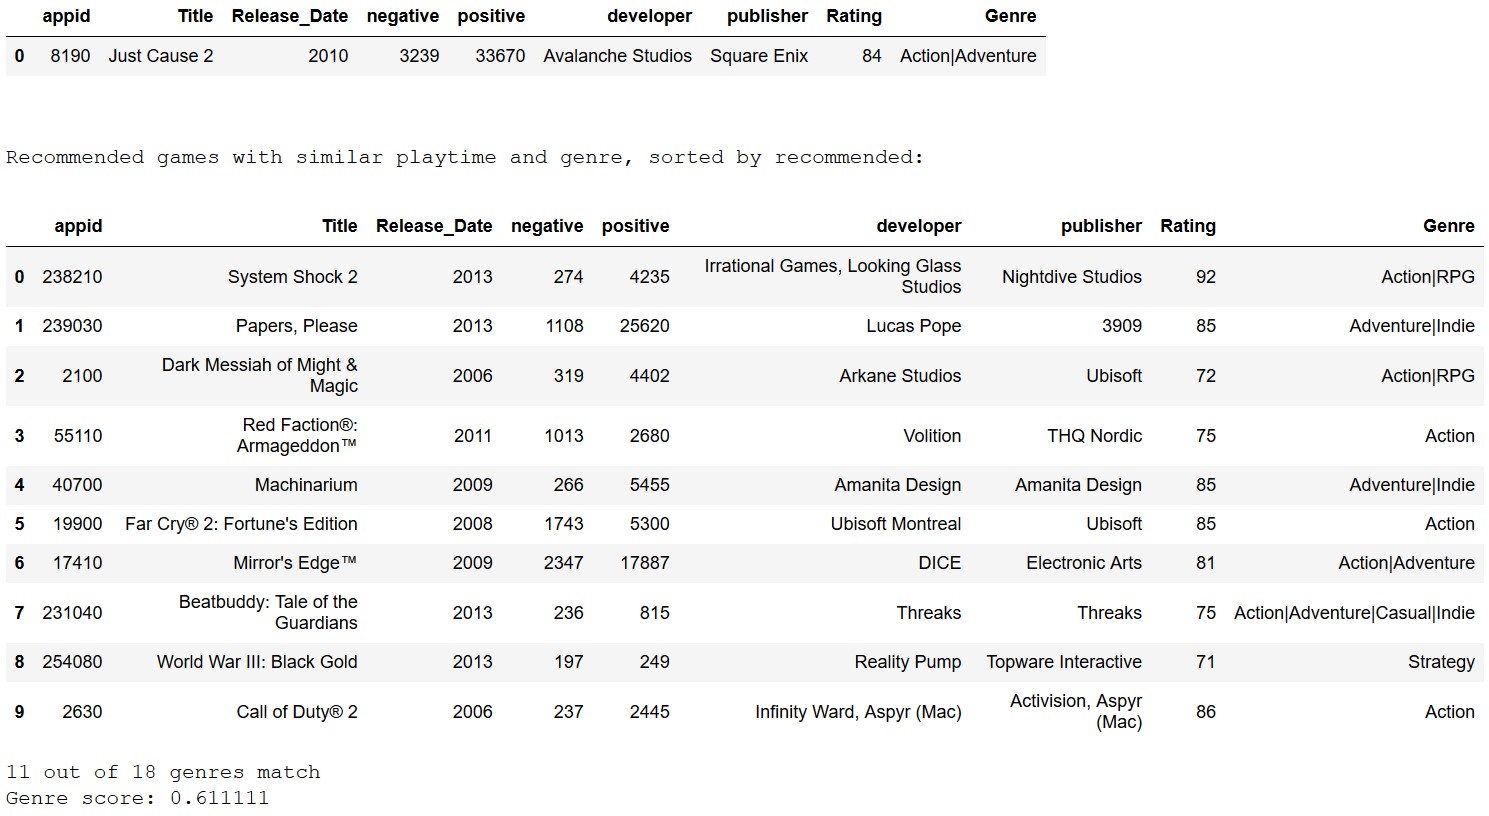 appid Title Release_Date negative positive developer publisher Rating Genre
0 8190 Just Cause 2 2010 3239 33670 Avalanche Studios Square Enix 84 Action|Adventure
Recommended games with similar playtime and genre, sorted by recommended:
appid Title Release_Date negative positive developer publisher Rating Genre
0 238210 System Shock 2 2013 274 4235 Irrational Games, Looking Glass Studios Nightdive Studios 92 Action|RPG
1 239030 Papers, Please 2013 1108 25620 Lucas Pope 3909 85 Adventure|Indie
2 2100 Dark Messiah of Might & Magic 2006 319 4402 Arkane Studios Ubisoft 72 Action|RPG
3 55110 Red Faction®: Armageddon™ 2011 1013 2680 Volition THQ Nordic 75 Action
4 40700 Machinarium 2009 266 5455 Amanita Design Amanita Design 85 Adventure|Indie
5 19900 Far Cry® 2: Fortune's Edition 2008 1743 5300 Ubisoft Montreal Ubisoft 85 Action
6 17410 Mirror's Edge™ 2009 2347 17887 DICE Electronic Arts 81 Action|Adventure
7 231040 Beatbuddy: Tale of the Guardians 2013 236 815 Threaks Threaks 75 Action|Adventure|Casual|Indie
8 254080 World War III: Black Gold 2013 197 249 Reality Pump Topware Interactive 71 Strategy
9 2630 Call of Duty® 2 2006 237 2445 Infinity Ward, Aspyr (Mac) Activision, Aspyr (Mac) 86 Action
11 out of 18 genres match
Genre score: 0.611111